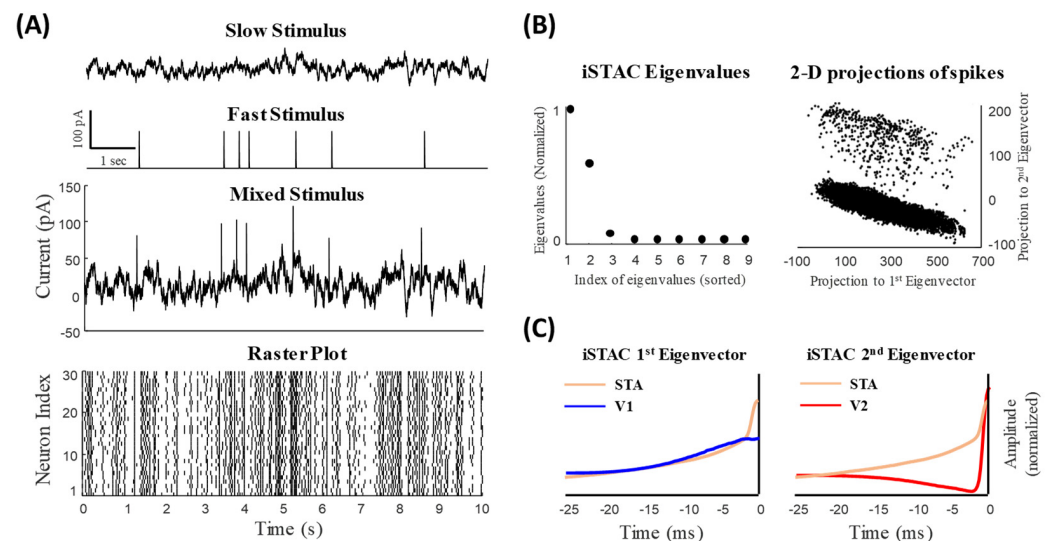 (A)
Slow Stimulus
100 pA
1 sec
Fast Stimulus
Mixed Stimulus
Current (pA)
150
100
50
0
-50
Raster Plot
Neuron Index
30
20
10
1
0 1 2 3 4 5 6 7 8 9 10
Time (s)
(B)
iSTAC Eigenvalues
Eigenvalues (Normalized)
1
0
1 2 3 4 5 6 7 8 9
Index of eigenvalues (sorted)
2-D projections of spikes
200
100
0
-100
Projection to 2nd Eigenvector
-100 100 300 500 700
Projection to 1st Eigenvector
(C)
iSTAC 1st Eigenvector
STA
V1
-25 -20 -15 -10 -5 0
Time (ms)
iSTAC 2nd Eigenvector
STA
V2
-25 -20 -15 -10 -5 0
Time (ms)
Amplitude
(normalized)